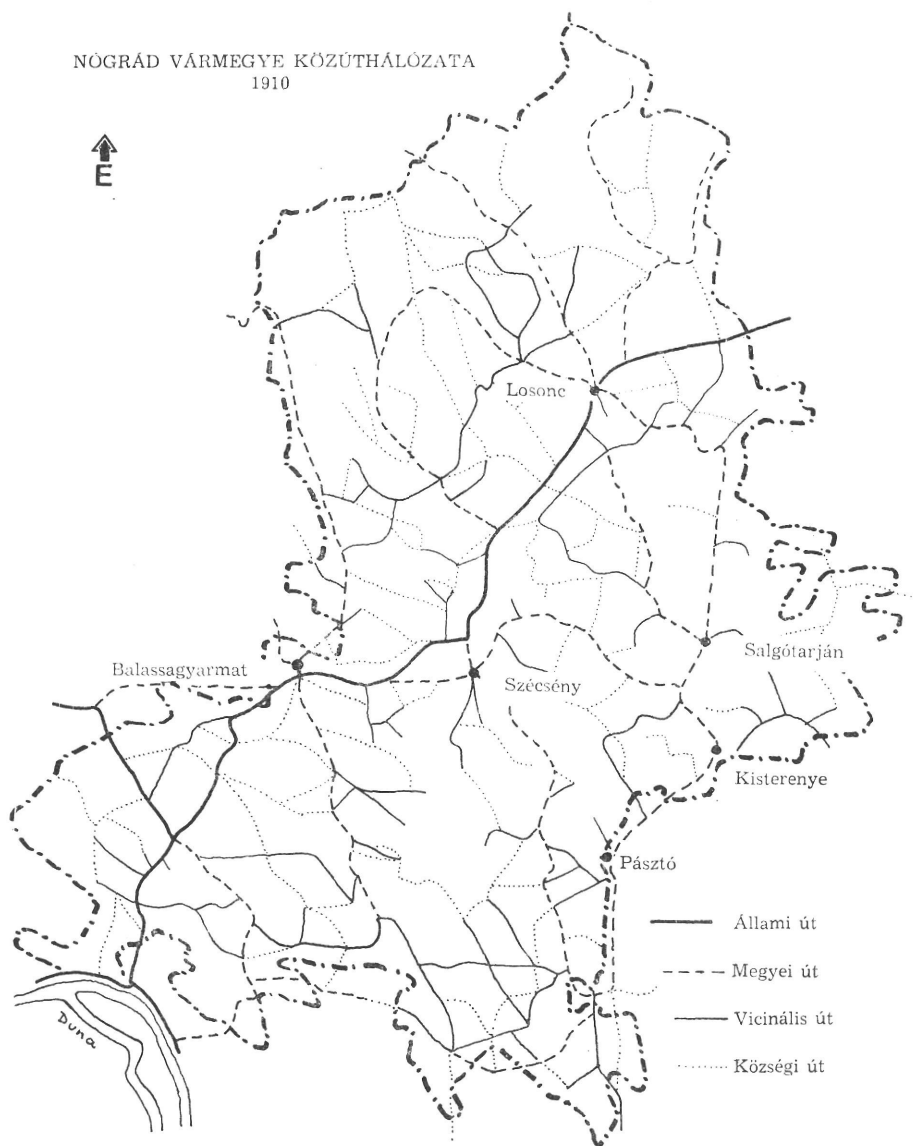 NÓGRÁD VÁRMEGYE KÖZÚTHÁLÓZATA
1910
E
Losonc
Balassagyarmat
Szécsény
Salgótarján
Kisterenye
Pásztó
Állami út
Megyei út
Vicinális út
Községi út
Duna